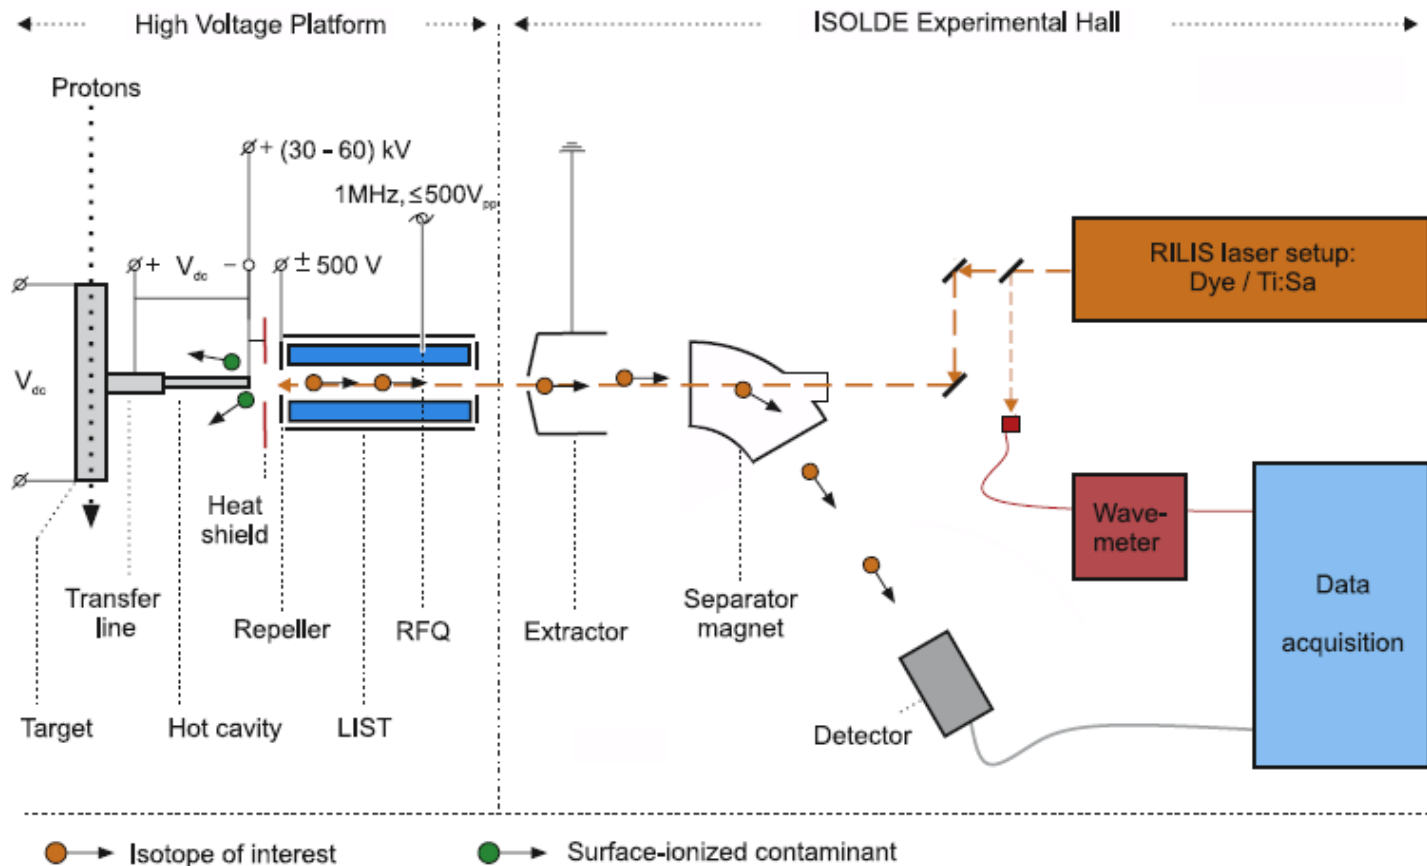 High Voltage Platform
ISOLDE Experimental Hall
Protons
+ (30 - 60) kV
1MHz, ≤500Vpp
+ Vdc -
± 500 V
RILIS laser setup:
Dye / Ti:Sa
Vdc
Heat
shield
Wave-
meter
Transfer
line
Repeller
RFQ
Extractor
Separator
magnet
Data
acquisition
Target
Hot cavity
LIST
Detector
Isotope of interest
Surface-ionized contaminant